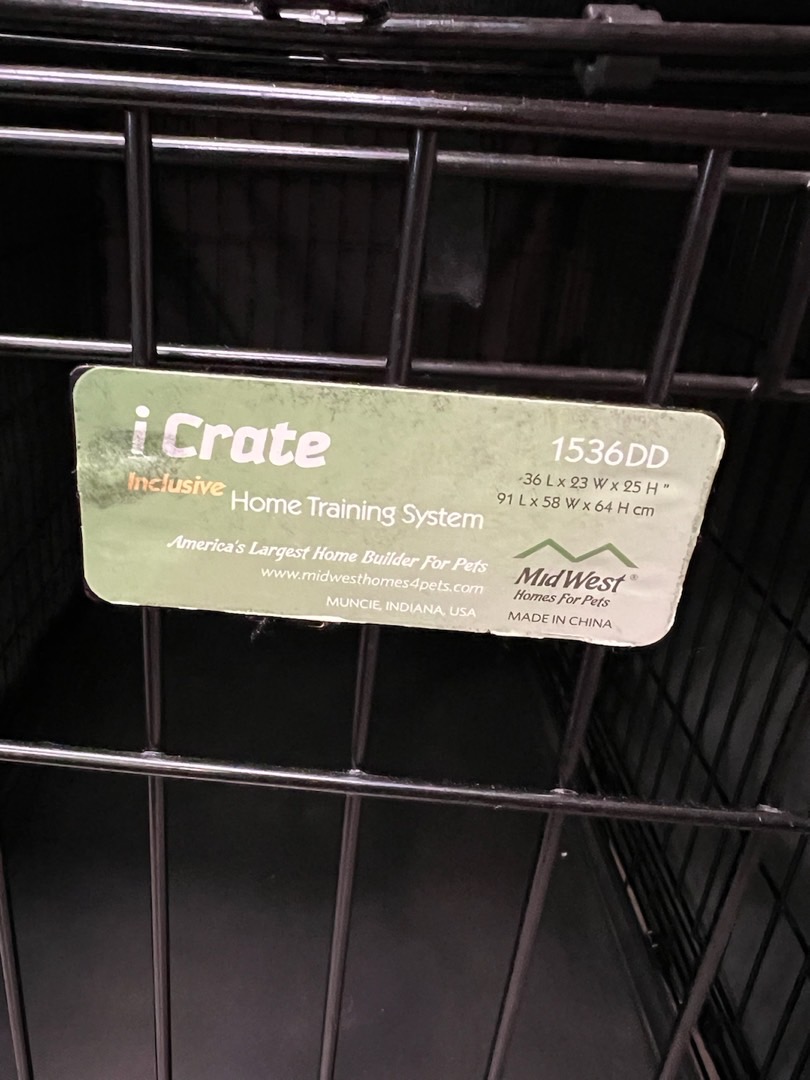 i Crate
1536DD
Inclusive
Home Training System
36 L x 23 W x 25 H "
91 L x 58 W x 64 H cm
America's Largest Home Builder For Pets
www.midwesthomes4pets.com
MUNCIE, INDIANA, USA
MidWest®
Homes For Pets
MADE IN CHINA